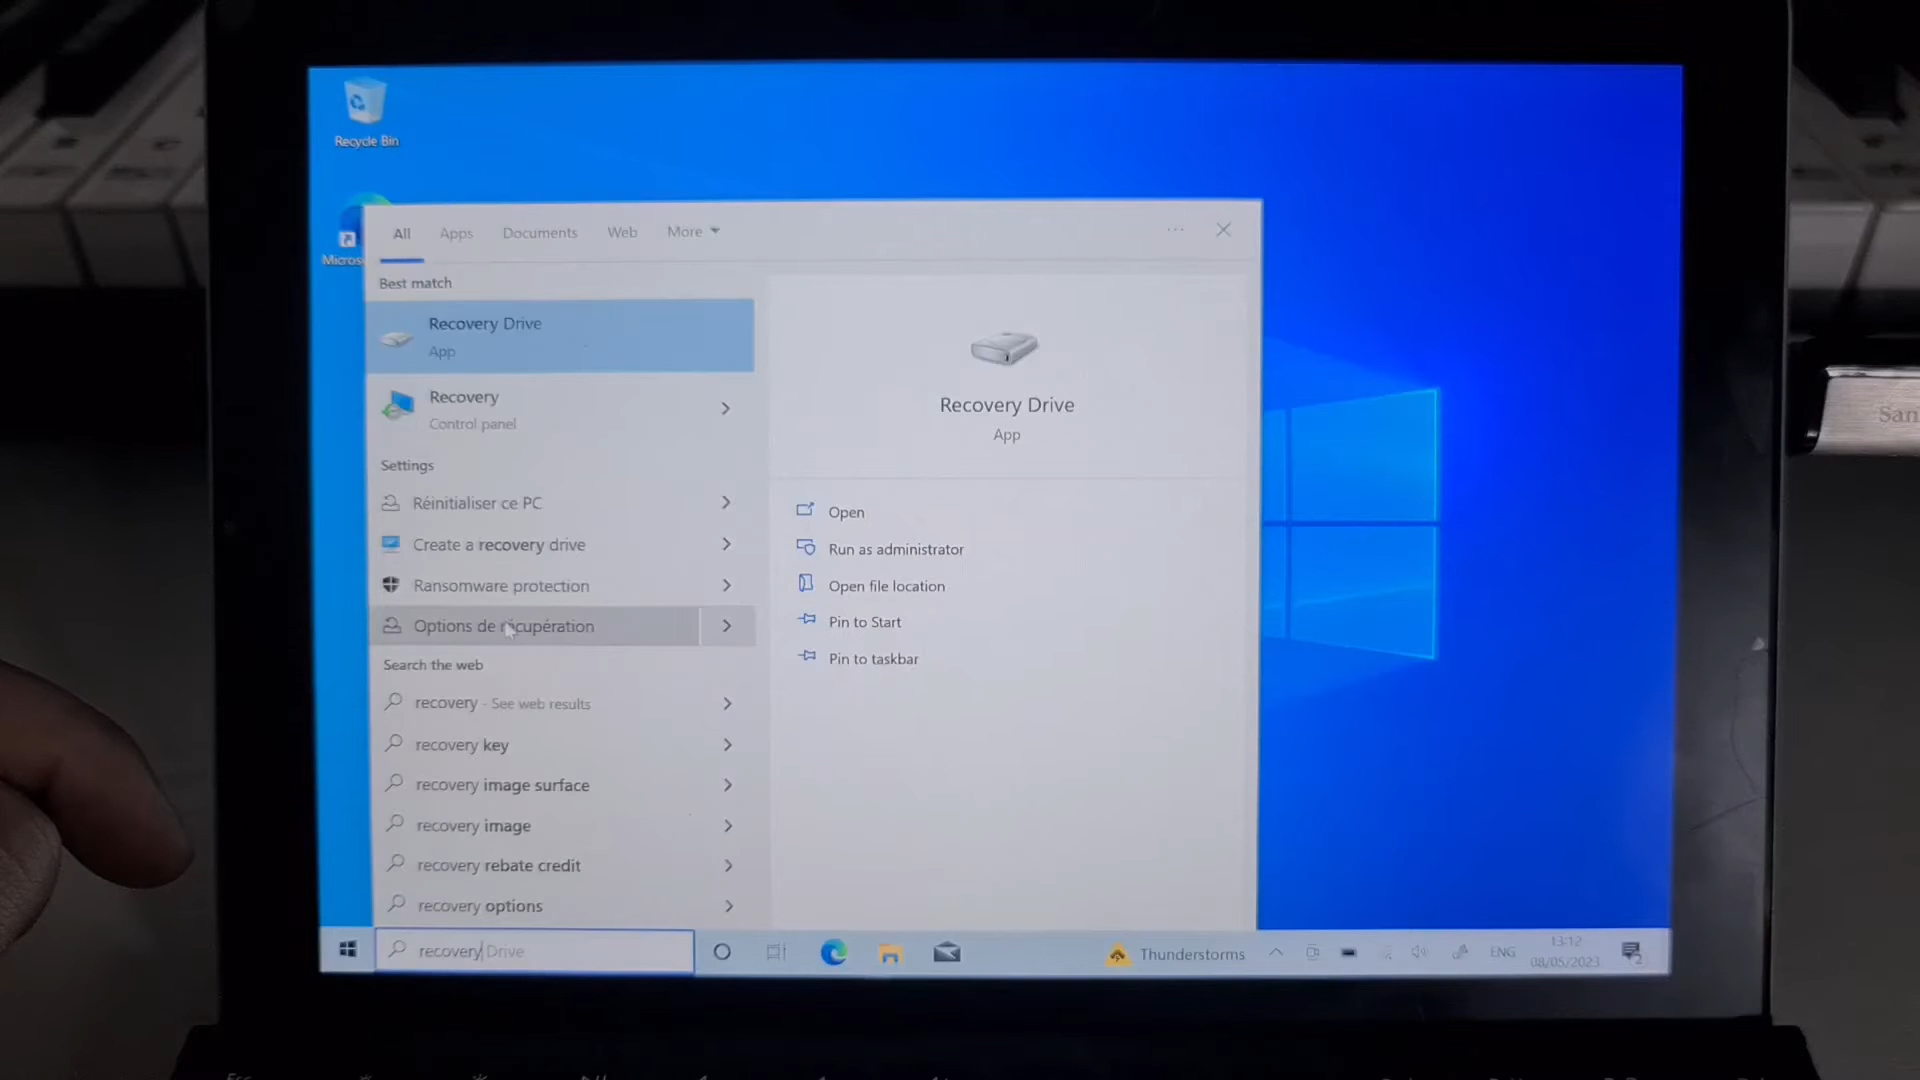 Recycle Bin
Micros
All
Apps
Documents
Web
More
Best match
Recovery Drive
App
Recovery
Control panel
Settings
Réinitialiser ce PC
Create a recovery drive
Ransomware protection
Options de récupération
Search the web
recovery - See web results
recovery key
recovery image surface
recovery image
recovery rebate credit
recovery options
Recovery Drive
App
Open
Run as administrator
Open file location
Pin to Start
Pin to taskbar
recovery Drive
Thunderstorms
ENG
13:12
08/05/2023
2
San